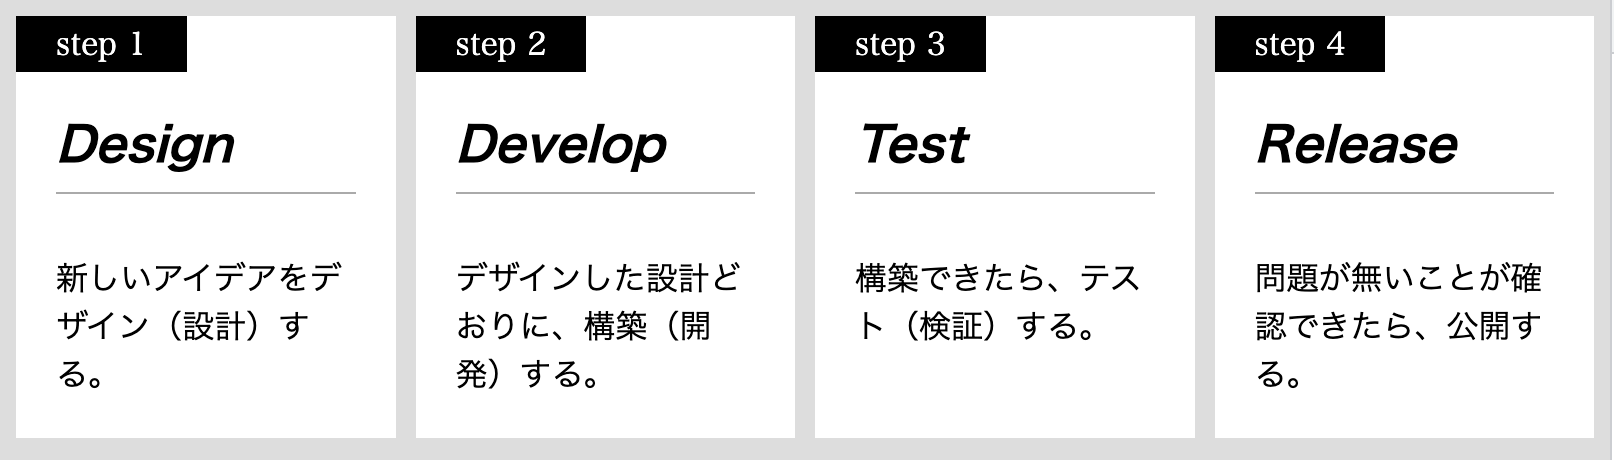 step 1
Design
新しいアイデアをデ
ザイン（設計）す
る。
step 2
Develop
デザインした設計ど
おりに、構築（開
発）する。
step 3
Test
構築できたら、テス
ト（検証）する。
step 4
Release
問題が無いことが確
認できたら、公開す
る。